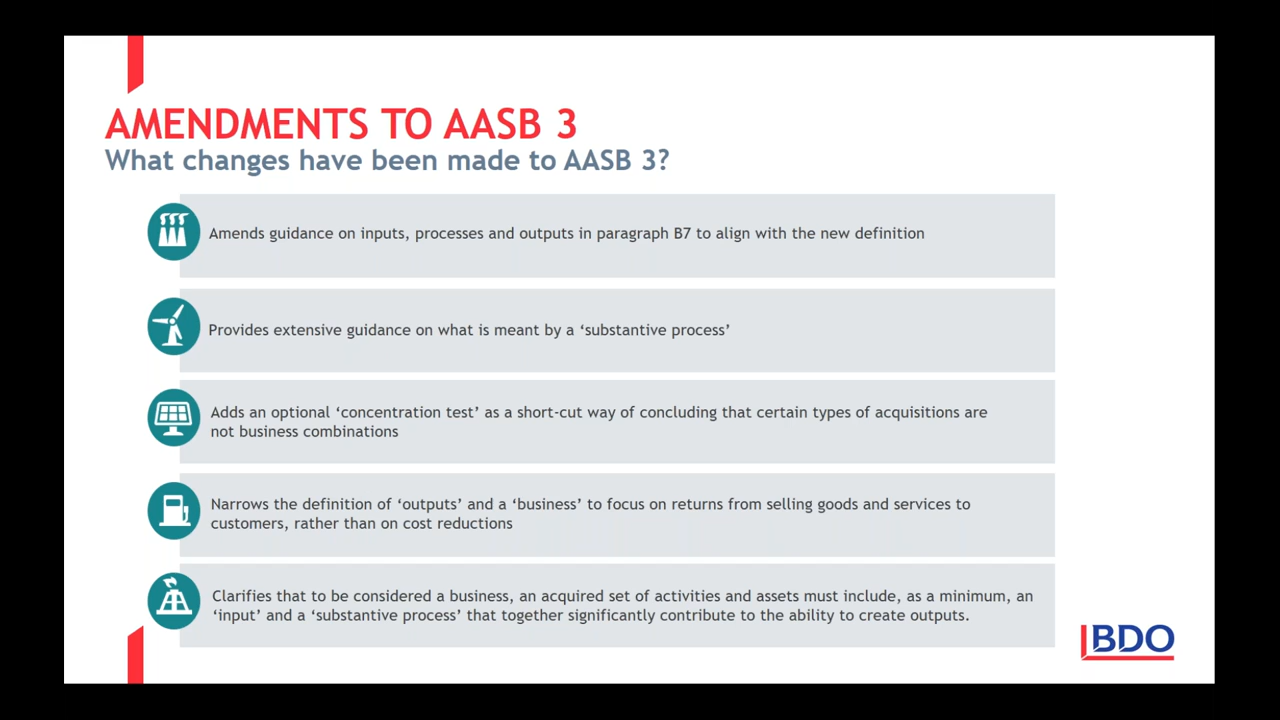 AMENDMENTS TO AASB 3
What changes have been made to AASB 3?
Amends guidance on inputs, processes and outputs in paragraph B7 to align with the new definition
Provides extensive guidance on what is meant by a ‘substantive process’
Adds an optional ‘concentration test’ as a short-cut way of concluding that certain types of acquisitions are
not business combinations
Narrows the definition of ‘outputs’ and a ‘business’ to focus on returns from selling goods and services to
customers, rather than on cost reductions
Clarifies that to be considered a business, an acquired set of activities and assets must include, as a minimum, an
‘input’ and a ‘substantive process’ that together significantly contribute to the ability to create outputs.
BDO